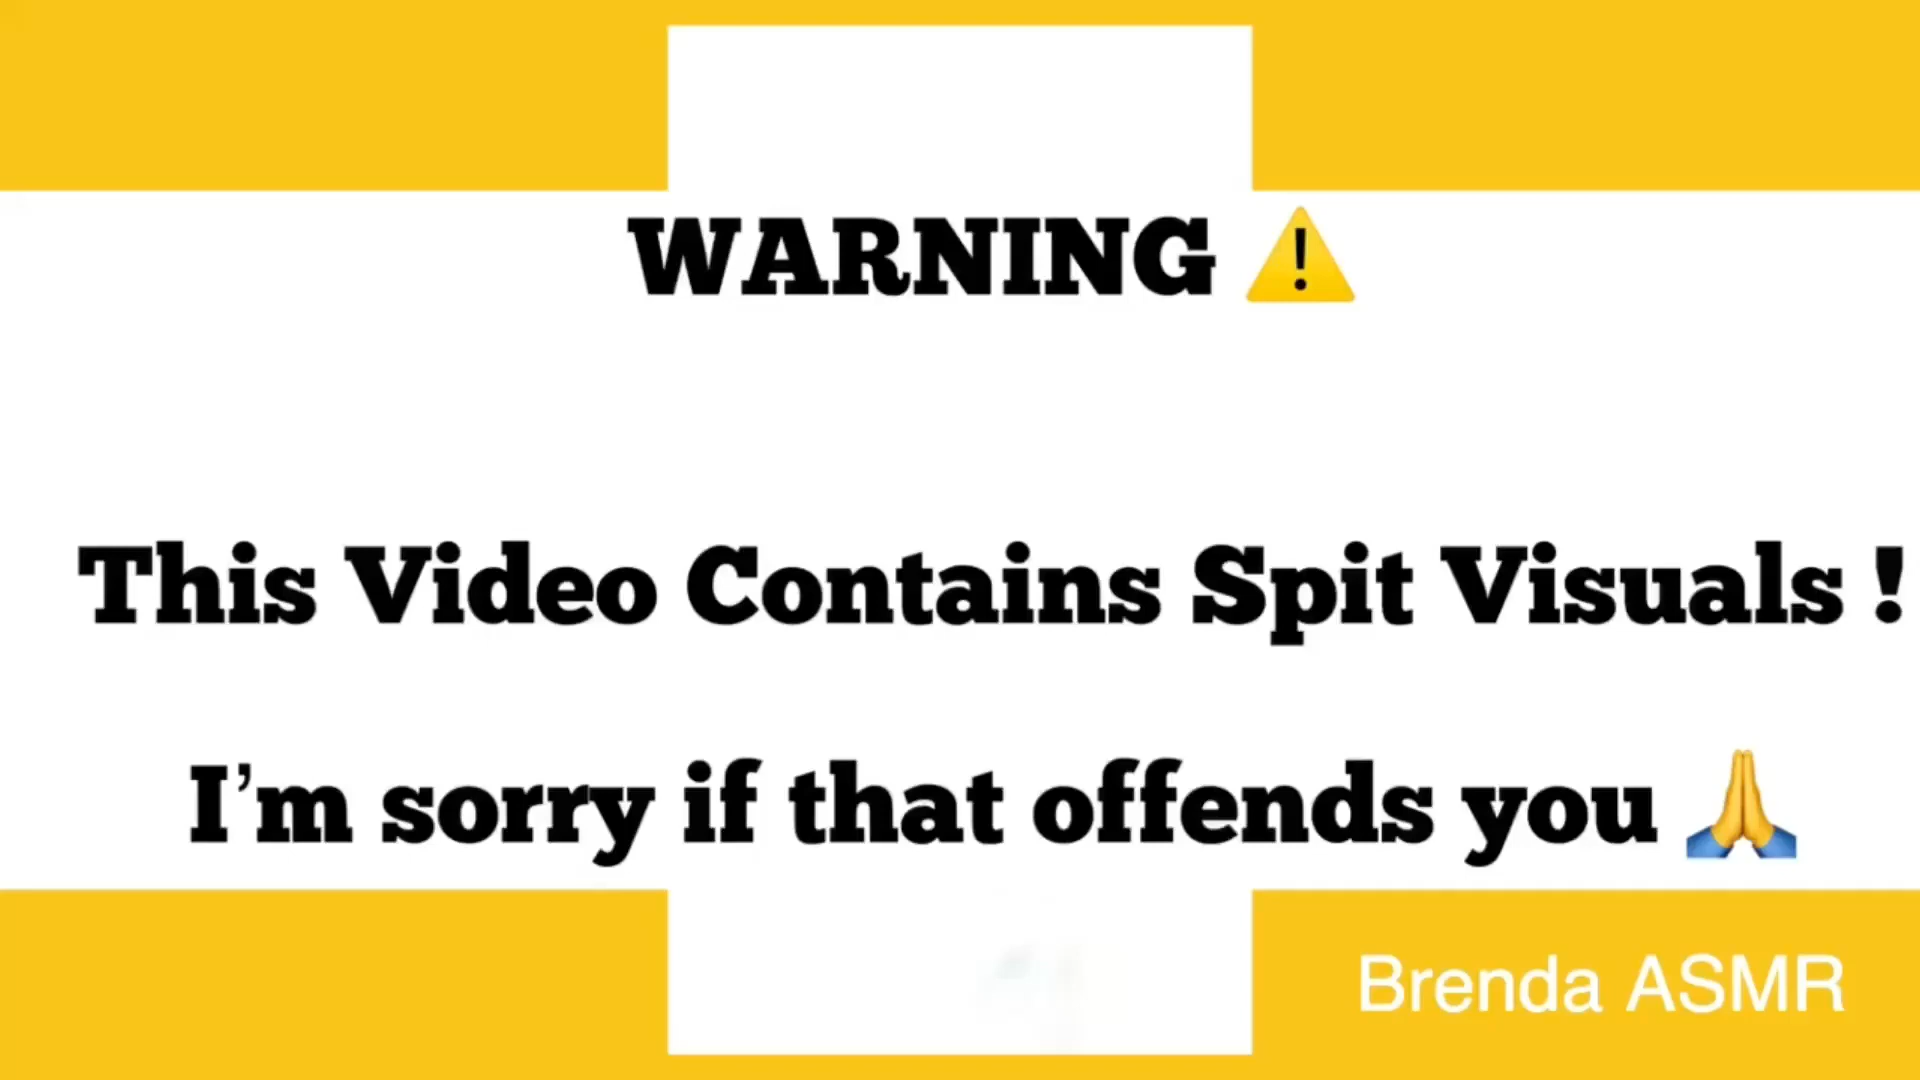 WARNING ⚠️
This Video Contains Spit Visuals !
I’m sorry if that offends you 🙏
Brenda ASMR